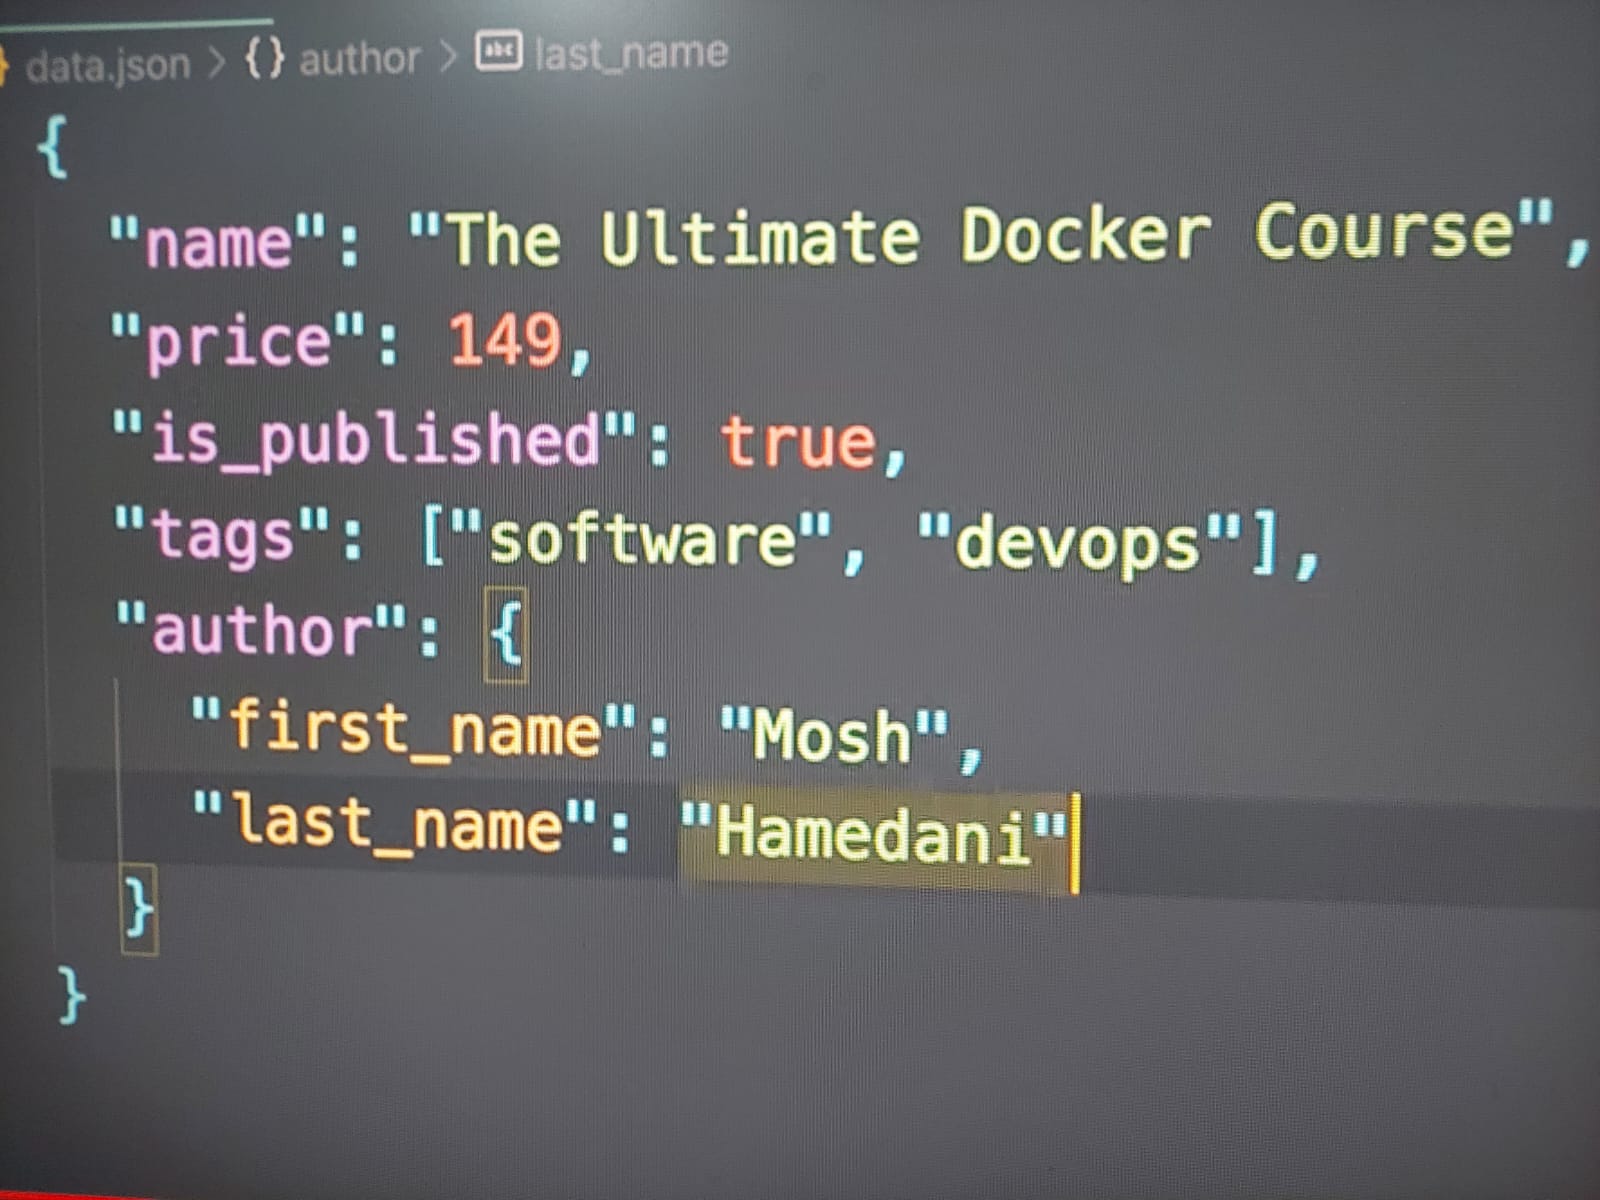 data.json > {} author > abc last_name
{
"name": "The Ultimate Docker Course",
"price": 149,
"is_published": true,
"tags": ["software", "devops"],
"author": {
"first_name": "Mosh",
"last_name": "Hamedani"
}
}